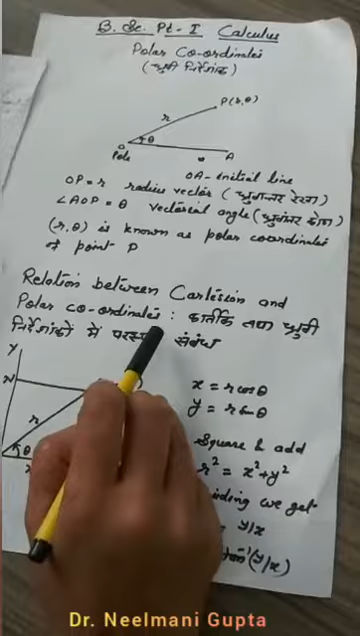 B. Sc. Pt - I Calculus
Polar Co-ordinates
(ध्रुवी निर्देशांक)
P(r, θ)
r
θ
O
Pole
A
OA - initial line
OP = r radius vector (ध्रुवान्तर रेखा)
∠AOP = θ vectorial angle (ध्रुवांतर कोण)
(r, θ) is known as polar coordinates
of point P
Relation between Cartesian and
Polar co-ordinates : कार्तीक तथा ध्रुवी
निर्देशांकों में संबंध
Y
N
r
θ
x = r cos θ
y = r sin θ
Square & add
r² = x² + y²
we get
y/x
tan⁻¹(y/x)
Dr. Neelmani Gupta